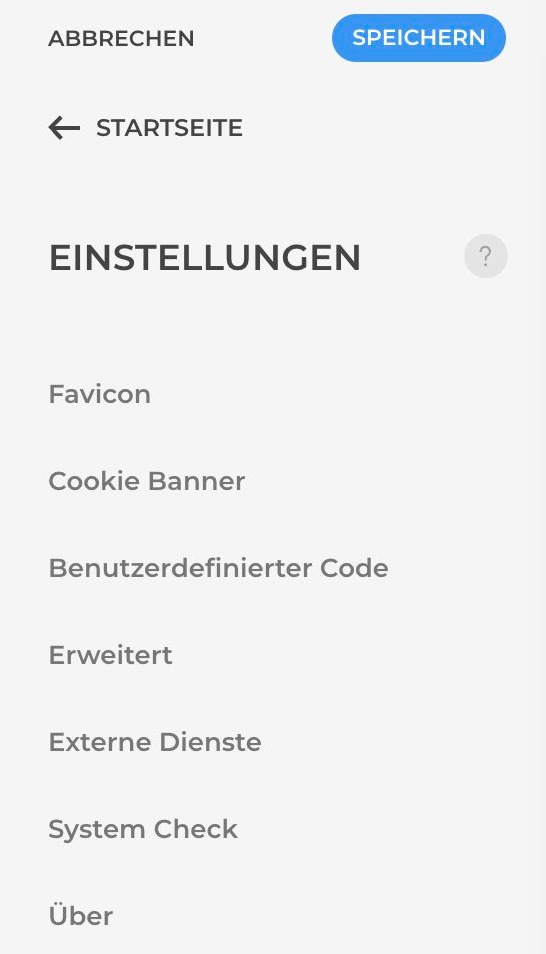 ABBRECHEN
SPEICHERN
← STARTSEITE
EINSTELLUNGEN
?
Favicon
Cookie Banner
Benutzerdefinierter Code
Erweitert
Externe Dienste
System Check
Über